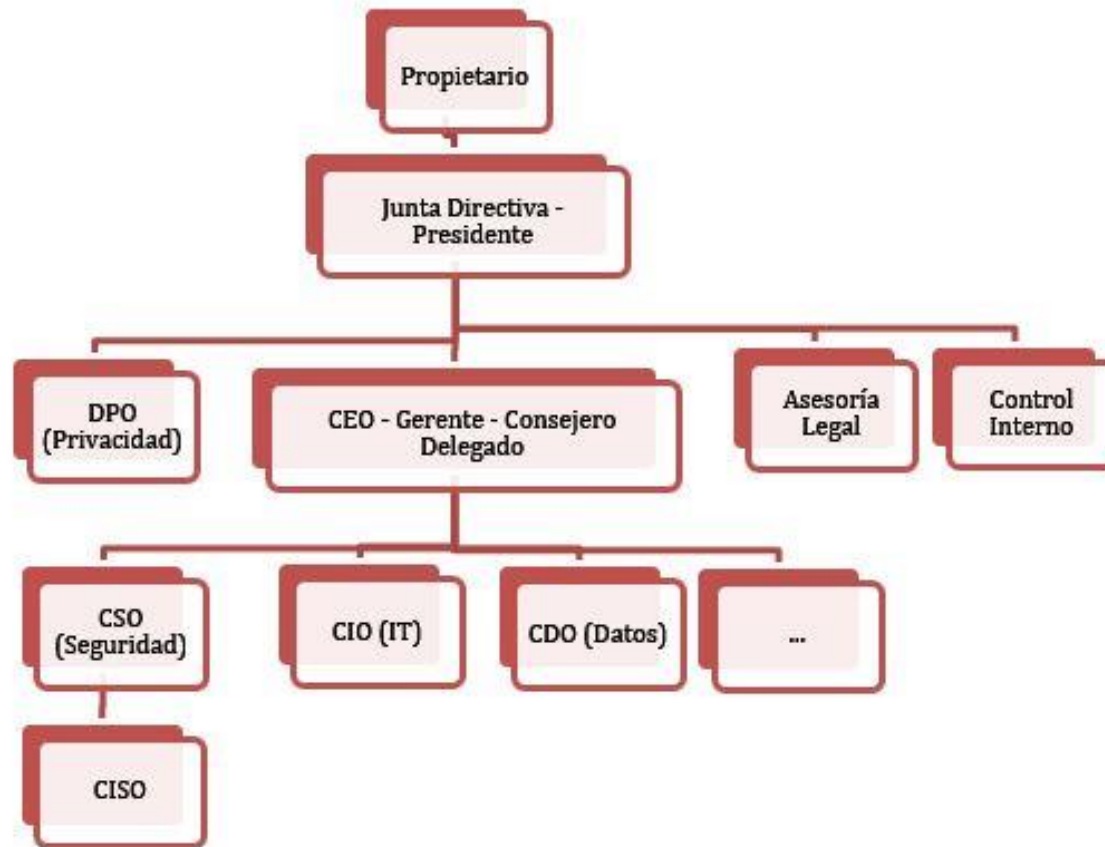 Propietario
Junta Directiva -
Presidente
DPO
(Privacidad)
CEO - Gerente - Consejero
Delegado
Asesoría
Legal
Control
Interno
CSO
(Seguridad)
CIO (IT)
CDO (Datos)
...
CISO